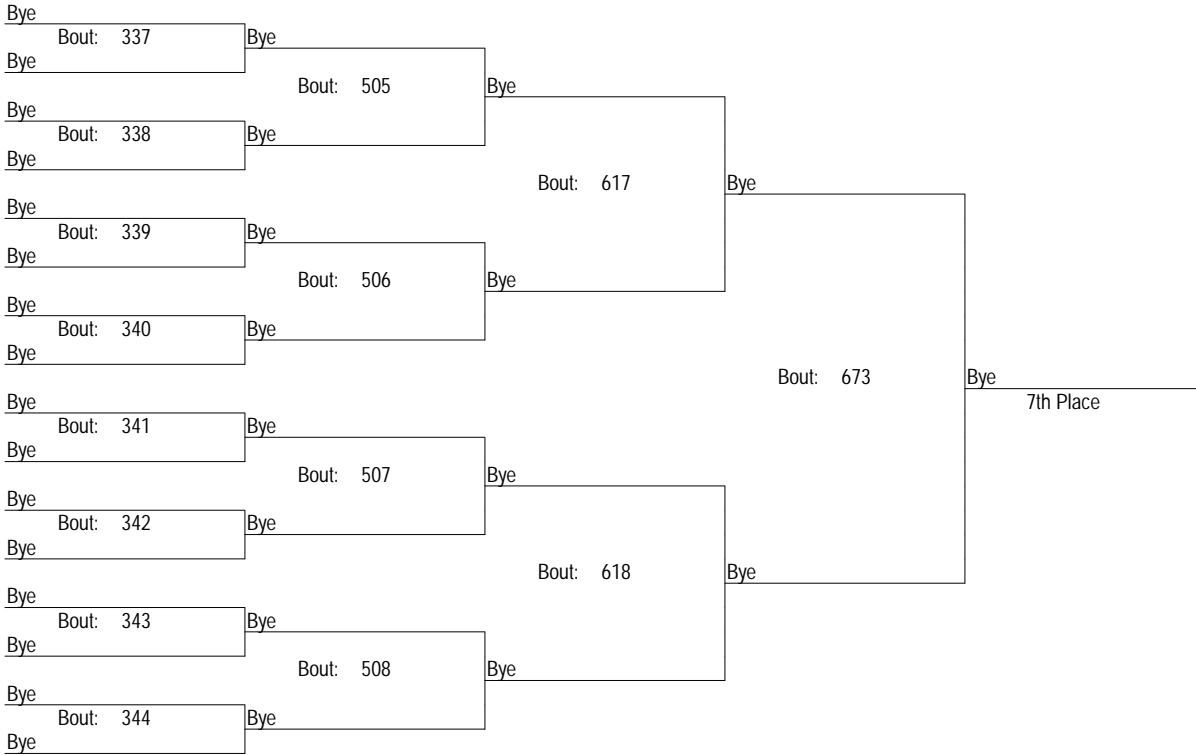 Bye
Bout: 337
Bye
Bye
Bout: 505
Bye
Bye
Bout: 338
Bye
Bye
Bout: 617
Bye
Bye
Bout: 339
Bye
Bye
Bout: 506
Bye
Bye
Bout: 340
Bye
Bye
Bout: 673
Bye
7th Place
Bye
Bout: 341
Bye
Bye
Bout: 507
Bye
Bye
Bout: 342
Bye
Bye
Bout: 618
Bye
Bye
Bout: 343
Bye
Bye
Bout: 508
Bye
Bye
Bout: 344
Bye
Bye